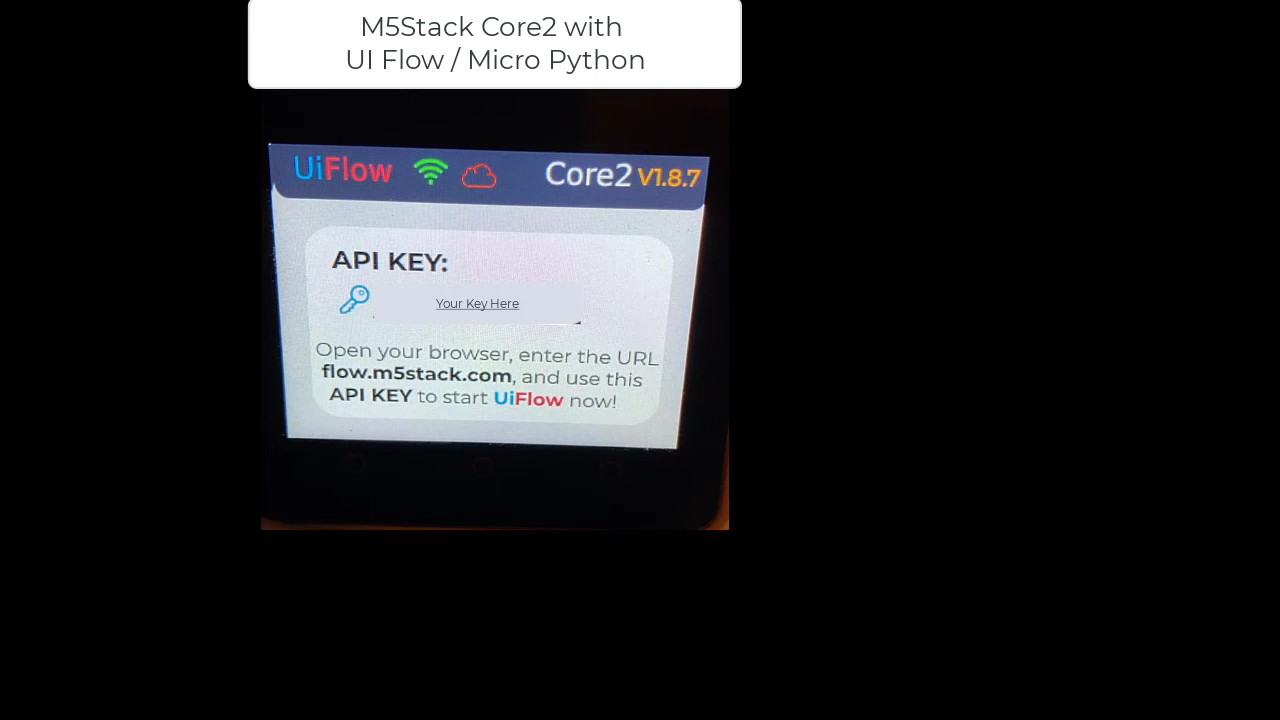 M5Stack Core2 with
UI Flow / Micro Python
UiFlow Core2 V1.8.7
API KEY:
Your Key Here
Open your browser, enter the URL
flow.m5stack.com, and use this
API KEY to start UiFlow now!